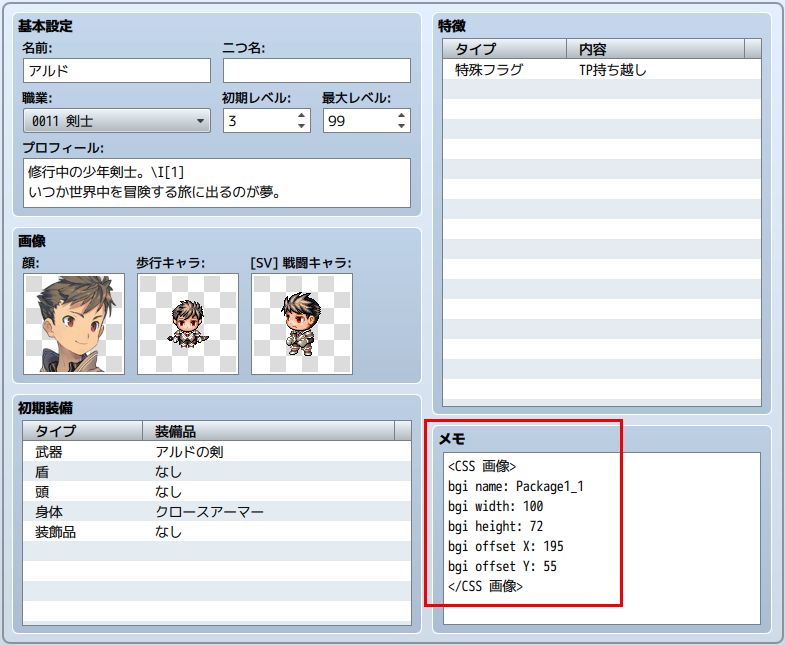 基本設定
名前:
二つ名:
アルド
職業:
初期レベル:
最大レベル:
0011 剣士
3
99
プロフィール:
修行中の少年剣士。\I[1]
いつか世界中を冒険する旅に出るのが夢。
画像
顔:
歩行キャラ:
[SV] 戦闘キャラ:
初期装備
タイプ 装備品
武器 アルドの剣
盾 なし
頭 なし
身体 クロースアーマー
装飾品 なし
特徴
タイプ 内容
特殊フラグ TP持ち越し
メモ
<CSS 画像>
bgi name: Package1_1
bgi width: 100
bgi height: 72
bgi offset X: 195
bgi offset Y: 55
</CSS 画像>